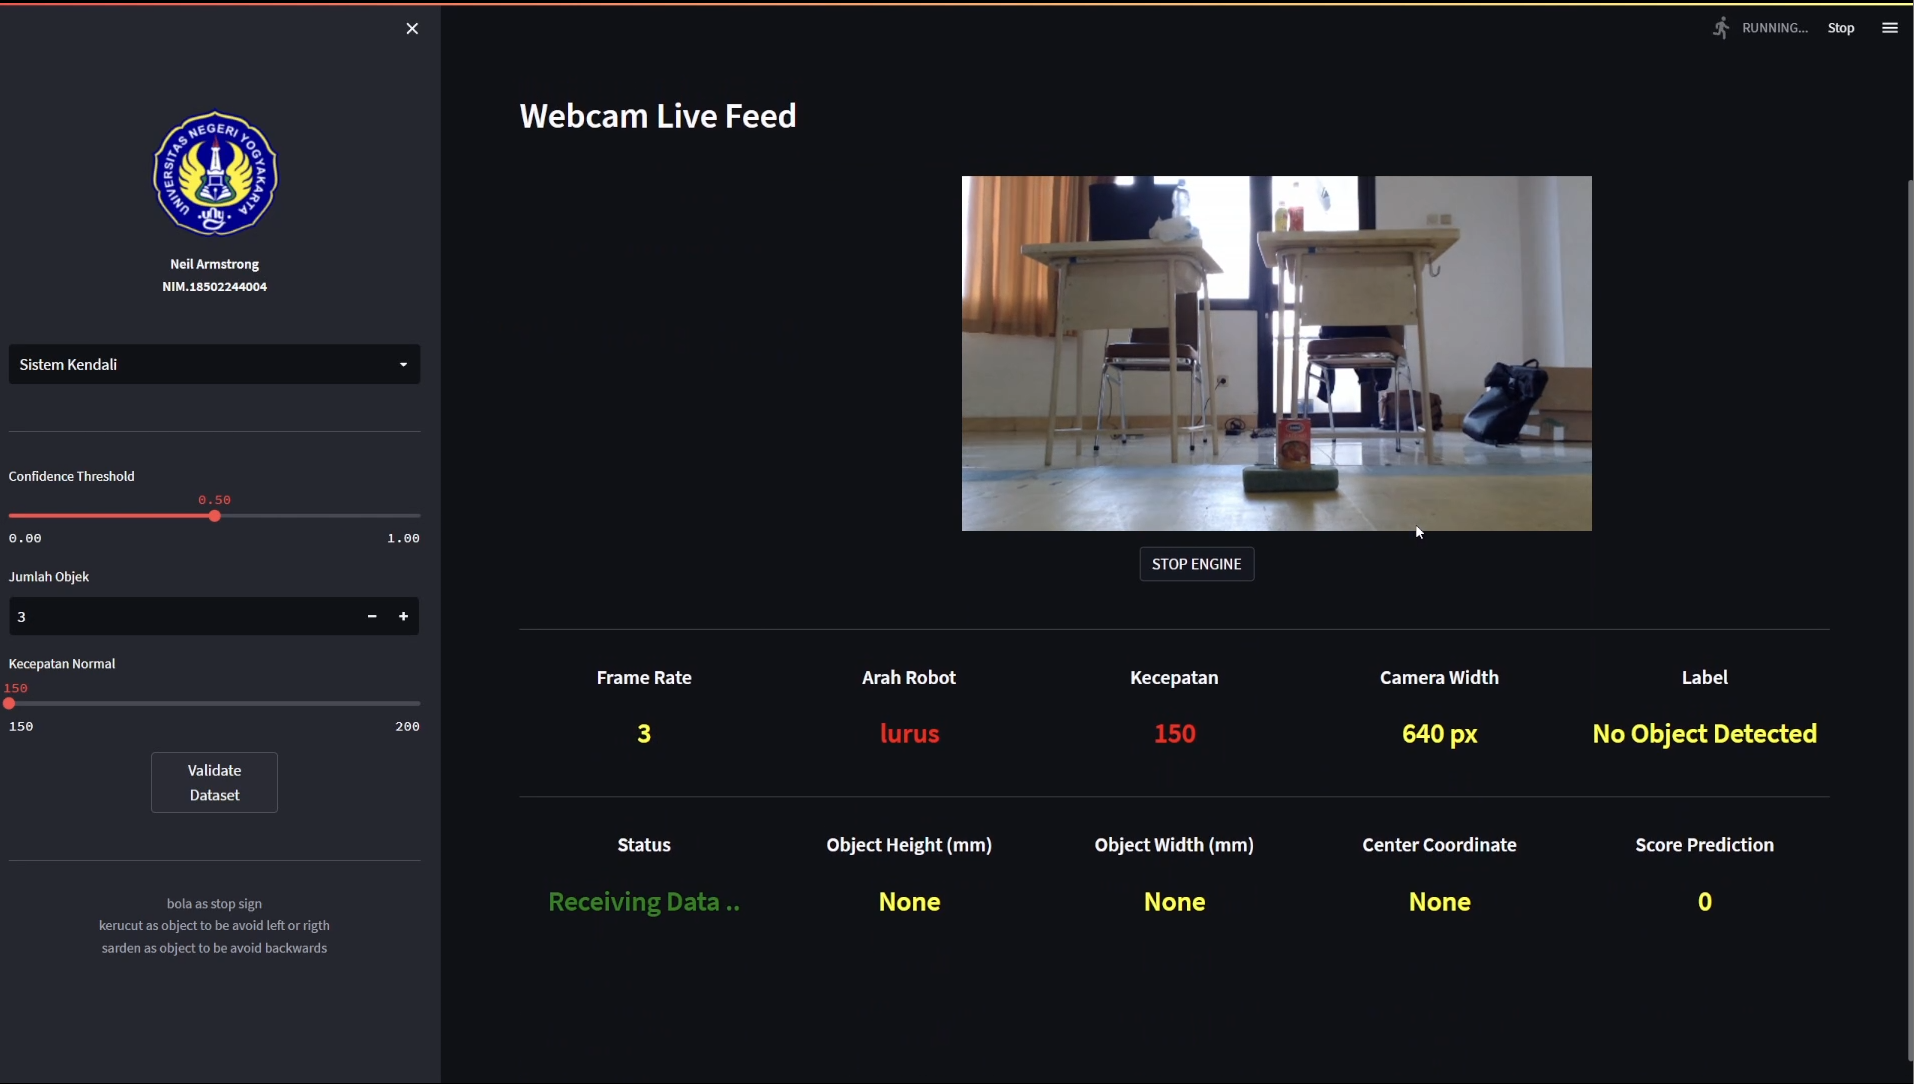 RUNNING...
Stop
UNIVERSITAS NEGERI YOGYAKARTA
Neil Armstrong
NIM.18502244004
Sistem Kendali
Confidence Threshold
0.50
0.00 1.00
Jumlah Objek
3
Kecepatan Normal
150
150 200
Validate
Dataset
bola as stop sign
kerucut as object to be avoid left or rigth
sarden as object to be avoid backwards
Webcam Live Feed
STOP ENGINE
Frame Rate Arah Robot Kecepatan Camera Width Label
3 lurus 150 640 px No Object Detected
Status Object Height (mm) Object Width (mm) Center Coordinate Score Prediction
Receiving Data .. None None None 0